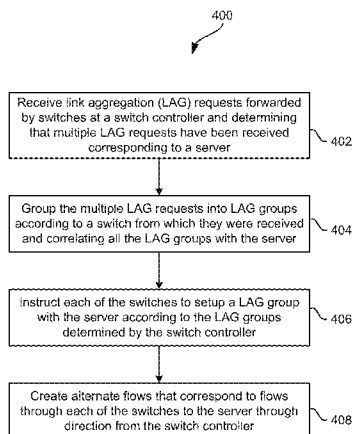 400
Receive link aggregation (LAG) requests forwarded
by switches at a switch controller and determining
that multiple LAG requests have been received
corresponding to a server
402
Group the multiple LAG requests into LAG groups
according to a switch from which they were received
and correlating all the LAG groups with the server
404
Instruct each of the switches to setup a LAG group
with the server according to the LAG groups
determined by the switch controller
406
Create alternate flows that correspond to flows
through each of the switches to the server through
direction from the switch controller
408